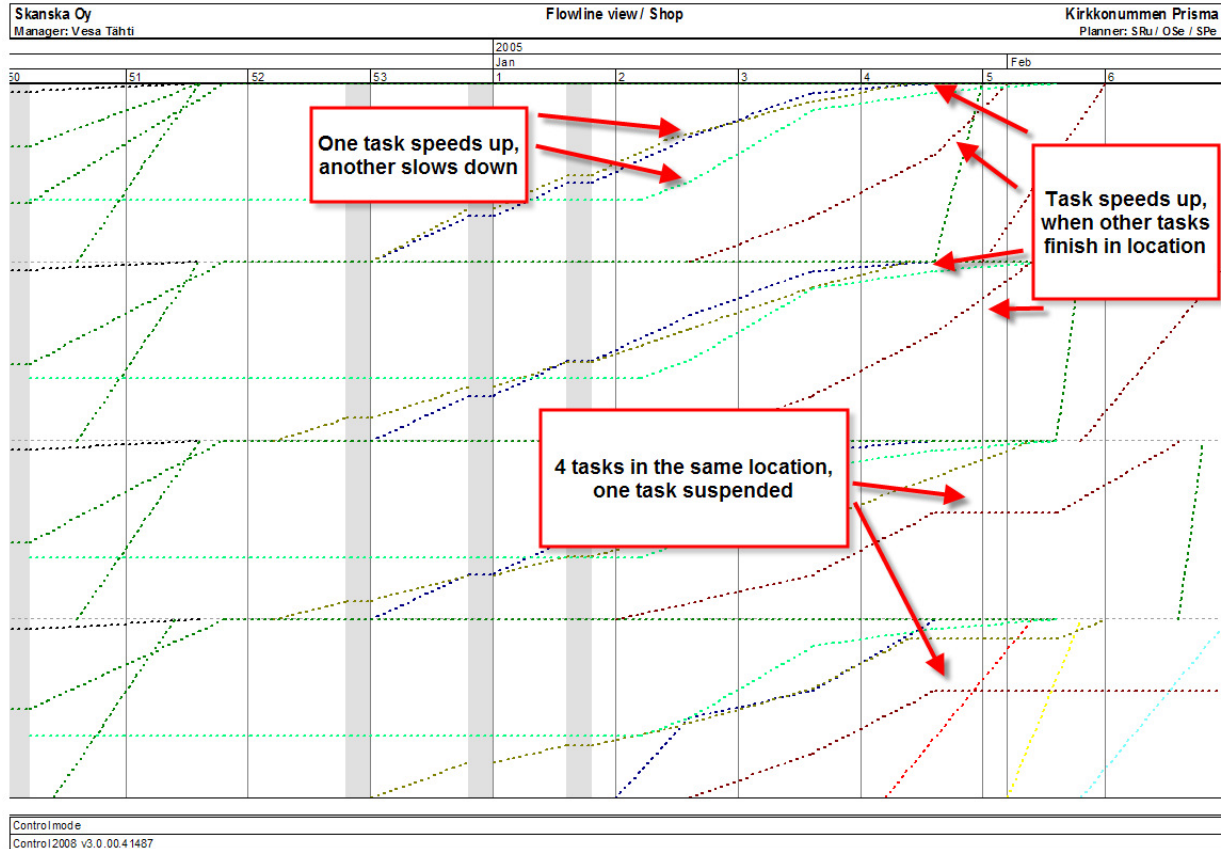 Skanska Oy
Flowline view / Shop
Kirkkonummen Prisma
Manager: Vesa Tähti
Planner: SRu / OSe / SPe
2005
Jan
Feb
50
51
52
53
1
2
3
4
5
6
One task speeds up,
another slows down
Task speeds up,
when other tasks
finish in location
4 tasks in the same location,
one task suspended
Control mode
Control 2008 v3.0.00.41487